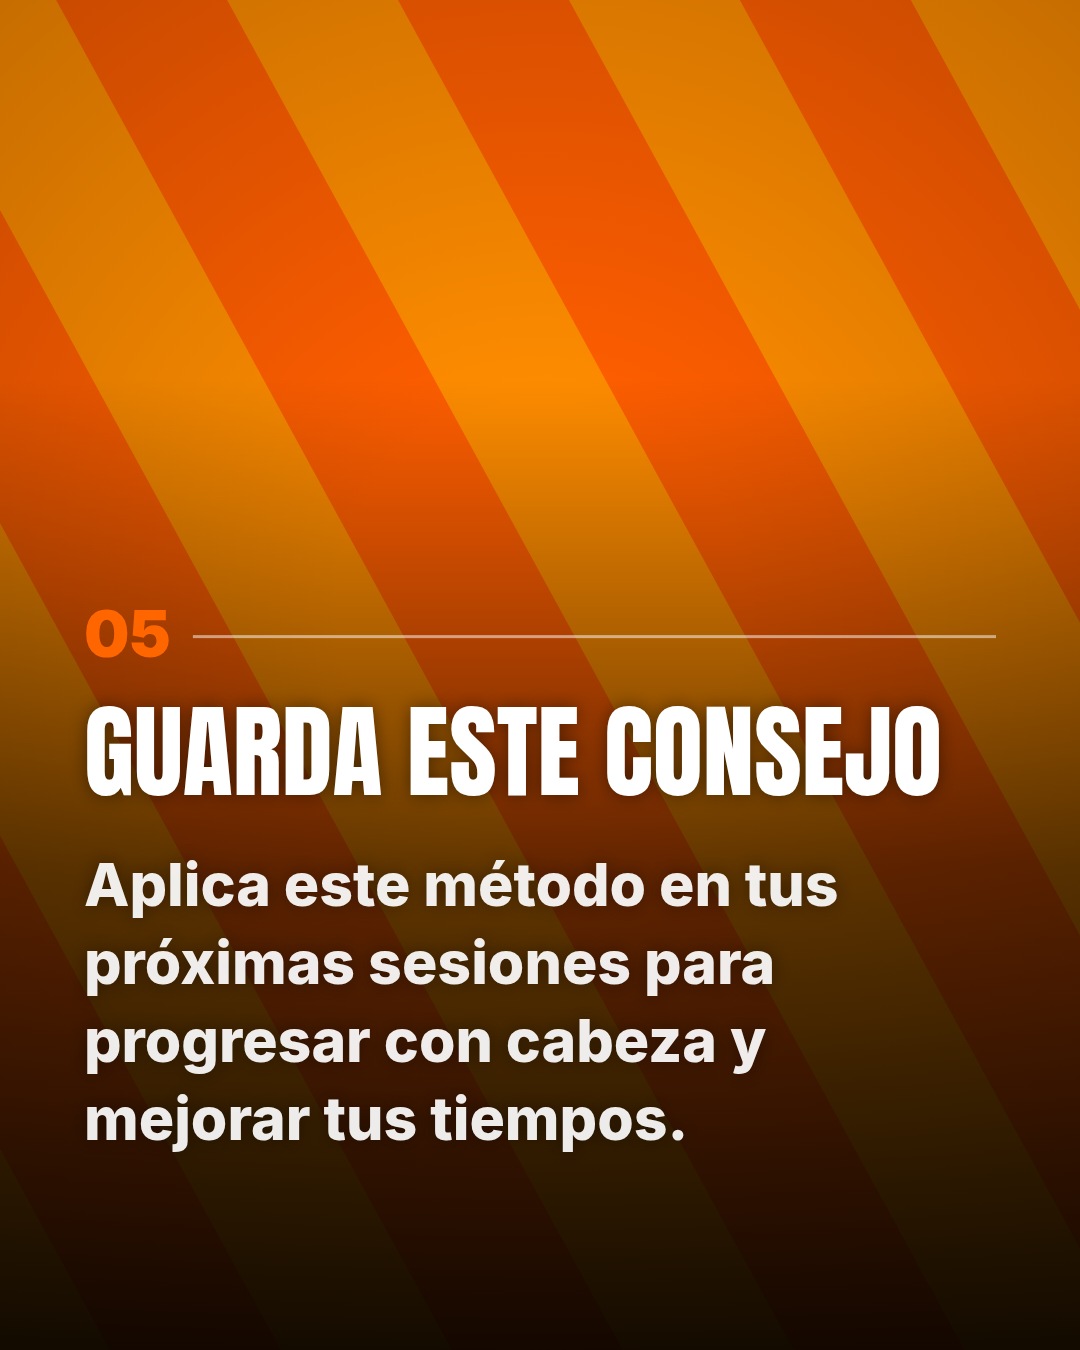 05
GUARDA ESTE CONSEJO
Aplica este método en tus
próximas sesiones para
progresar con cabeza y
mejorar tus tiempos.